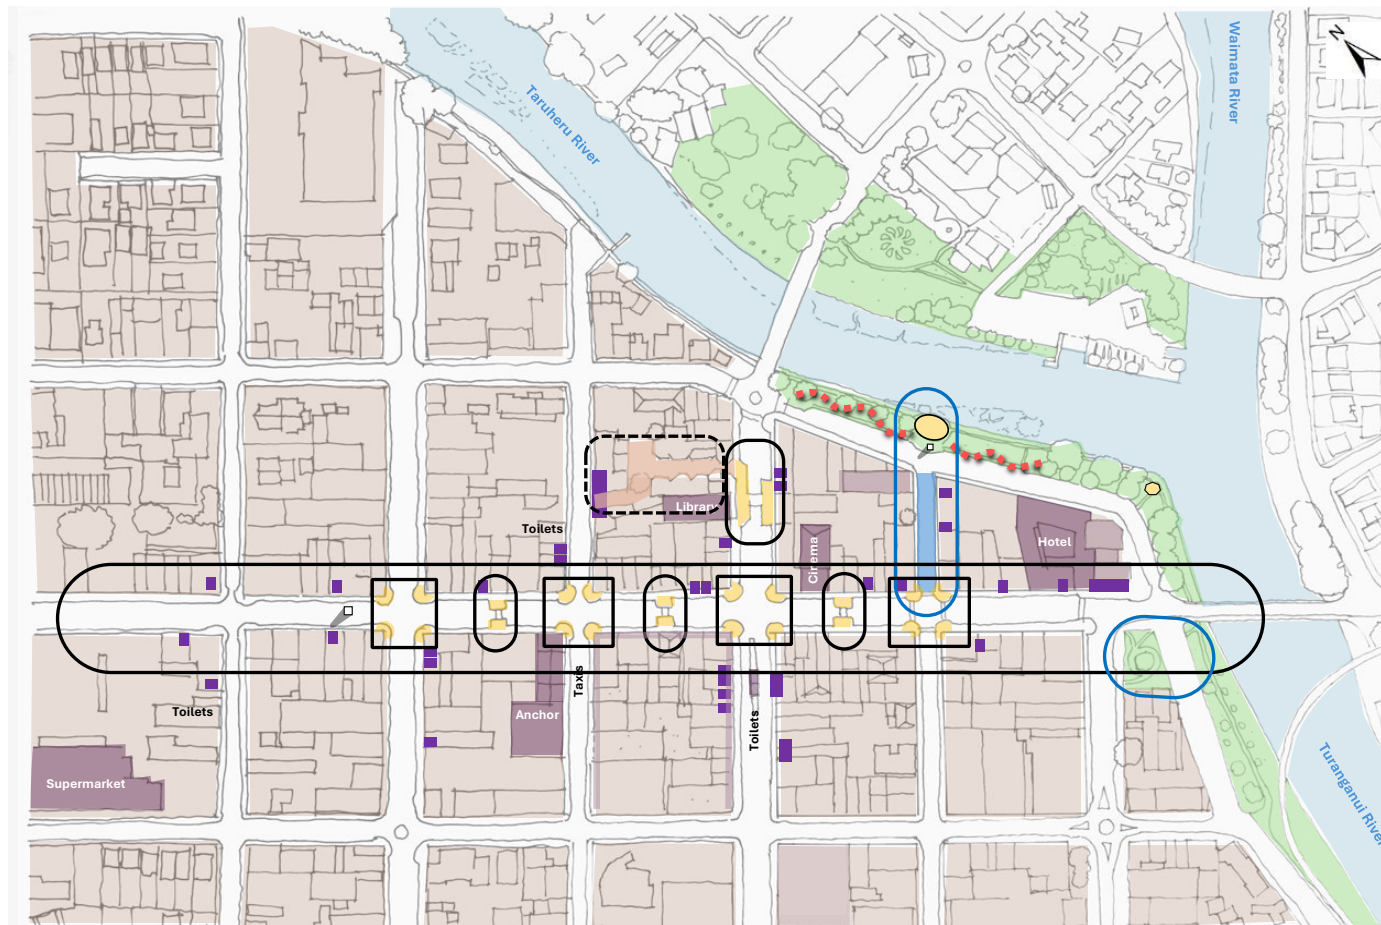 N
Waimata River
Taruheru River
Toilets
Library
Cinema
Hotel
Taxis
Anchor
Toilets
Toilets
Supermarket
Turanganui River